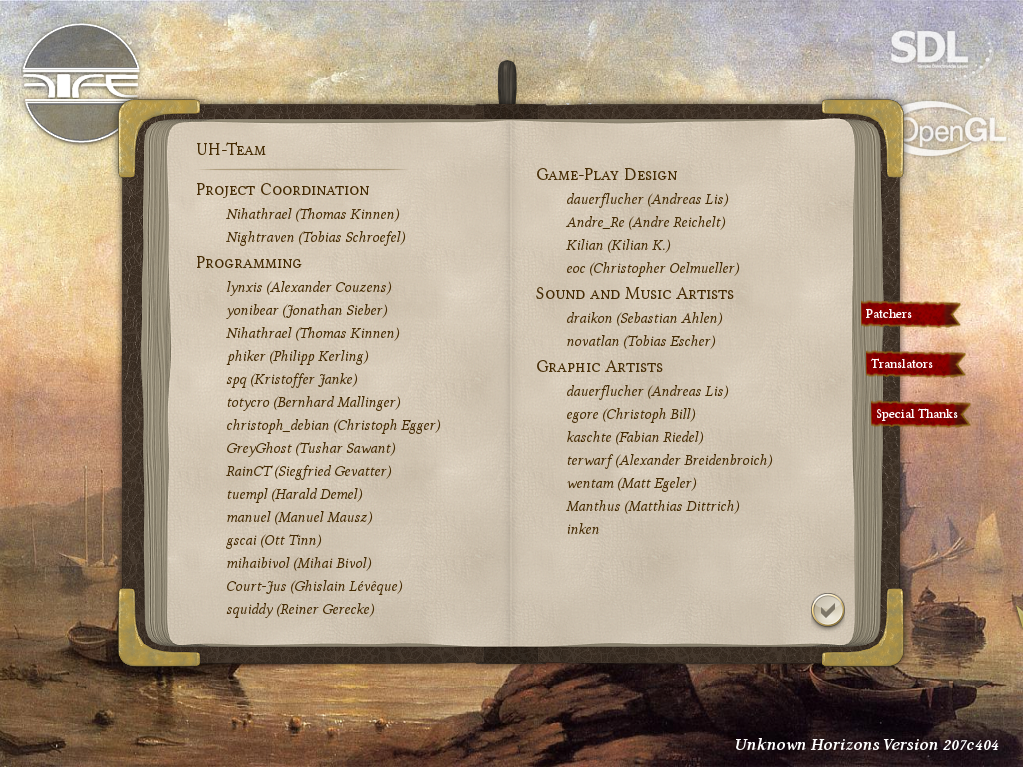 FIFE
SDL
OpenGL
UH-Team
Project Coordination
Nihathrael (Thomas Kinnen)
Nightraven (Tobias Schroefel)
Programming
lynxis (Alexander Couzens)
yonibear (Jonathan Sieber)
Nihathrael (Thomas Kinnen)
phiker (Philipp Kerling)
spq (Kristoffer Janke)
totycro (Bernhard Mallinger)
christoph_debian (Christoph Egger)
GreyGhost (Tushar Sawant)
RainCT (Siegfried Gevatter)
tuempl (Harald Demel)
manuel (Manuel Mausz)
gscai (Ott Tinn)
mihaibivol (Mihai Bivol)
Court-Jus (Ghislain Lévêque)
squiddy (Reiner Gerecke)
Game-Play Design
dauerflucher (Andreas Lis)
Andre_Re (Andre Reichelt)
Kilian (Kilian K.)
eoc (Christopher Oelmueller)
Sound and Music Artists
draikon (Sebastian Ahlen)
novatlan (Tobias Escher)
Graphic Artists
dauerflucher (Andreas Lis)
egore (Christoph Bill)
kaschte (Fabian Riedel)
terwarf (Alexander Breidenbroich)
wentam (Matt Egeler)
Manthus (Matthias Dittrich)
inken
Patchers
Translators
Special Thanks
Unknown Horizons Version 207c404